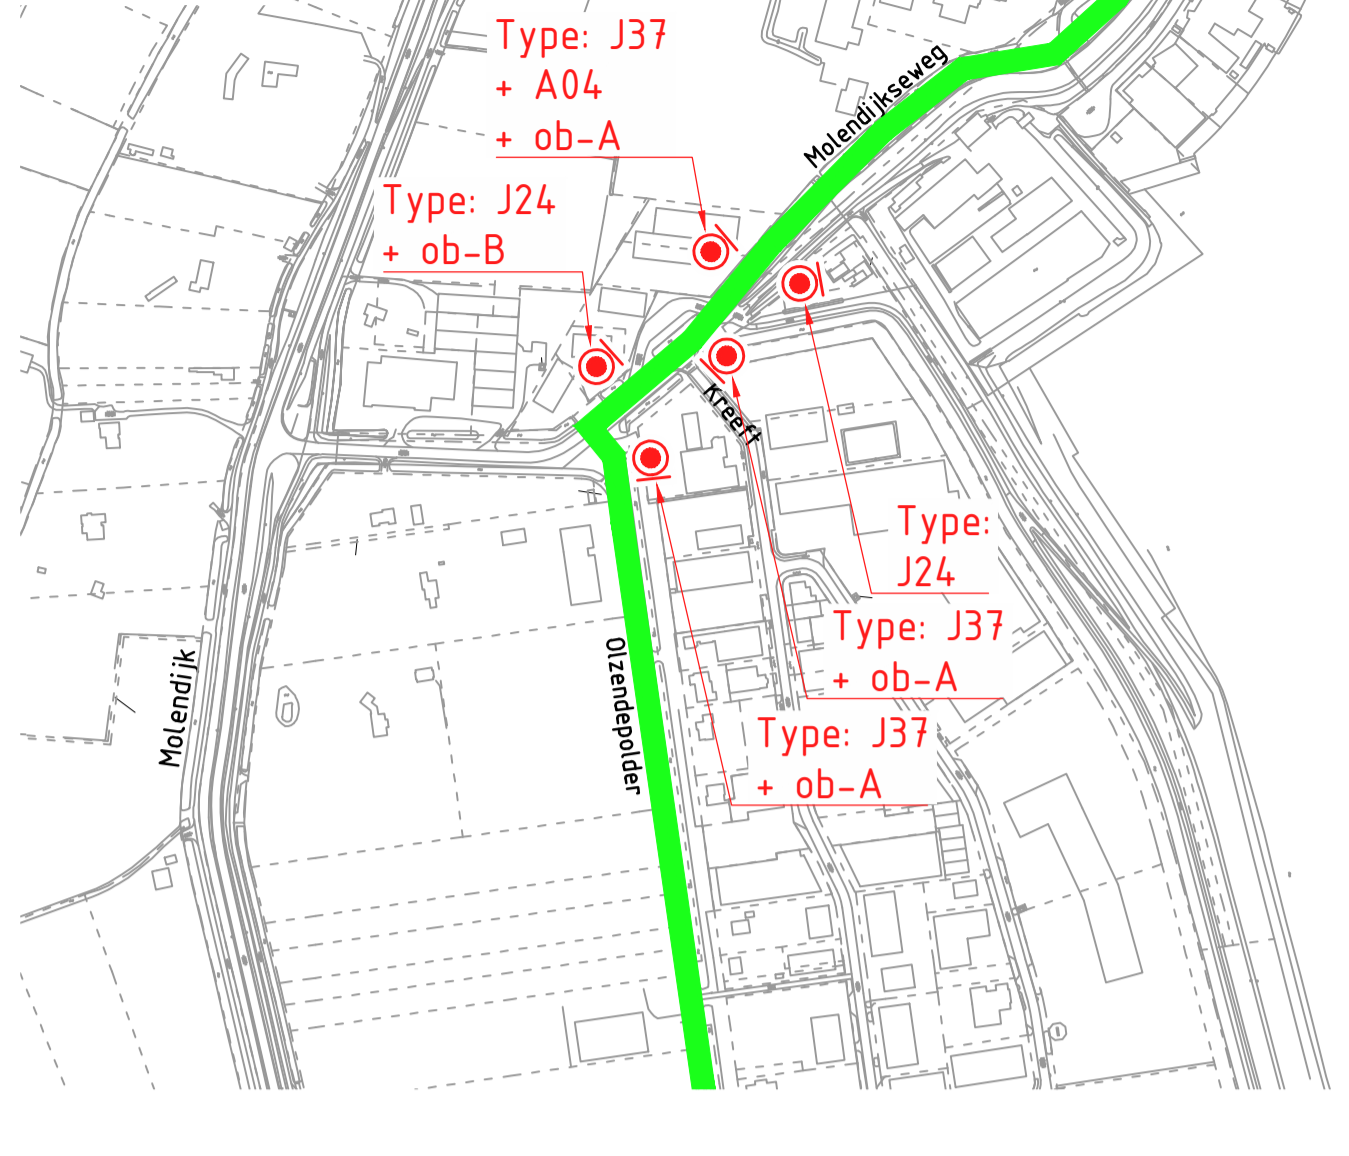 Type: J37
+ A04
+ ob-A
Molendijkseweg
Type: J24
+ ob-B
Kreeft
Type:
J24
Type: J37
+ ob-A
Olzendepolder
Molendijk
Type: J37
+ ob-A